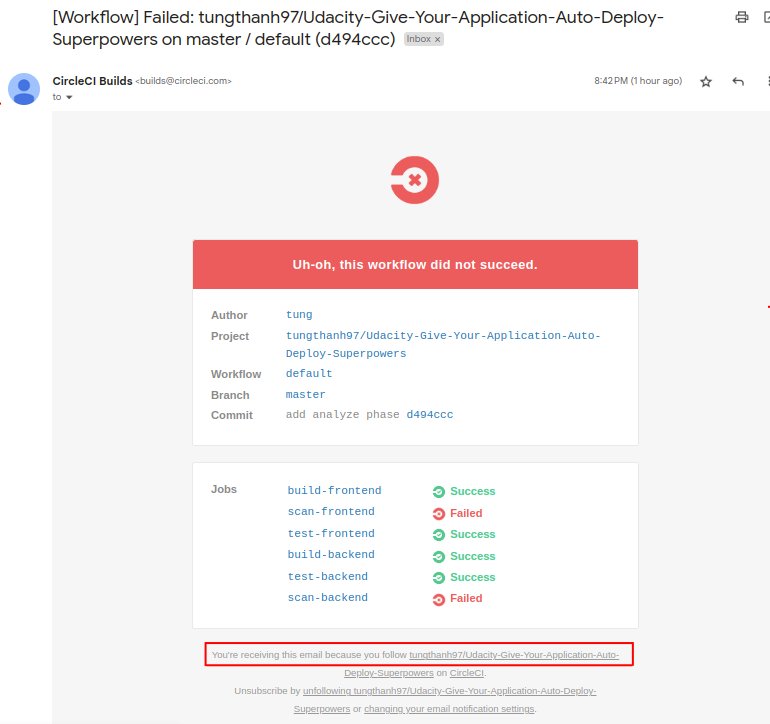 [Workflow] Failed: tungthanh97/Udacity-Give-Your-Application-Auto-Deploy-
Superpowers on master / default (d494ccc) Inbox ×
CircleCI Builds <builds@circleci.com>
8:42 PM (1 hour ago)
to
Uh-oh, this workflow did not succeed.
Author tung
Project tungthanh97/Udacity-Give-Your-Application-Auto-
Deploy-Superpowers
Workflow default
Branch master
Commit add analyze phase d494ccc
Jobs build-frontend Success
scan-frontend Failed
test-frontend Success
build-backend Success
test-backend Success
scan-backend Failed
You're receiving this email because you follow tungthanh97/Udacity-Give-Your-Application-Auto-
Deploy-Superpowers on CircleCI.
Unsubscribe by unfollowing tungthanh97/Udacity-Give-Your-Application-Auto-Deploy-
Superpowers or changing your email notification settings.